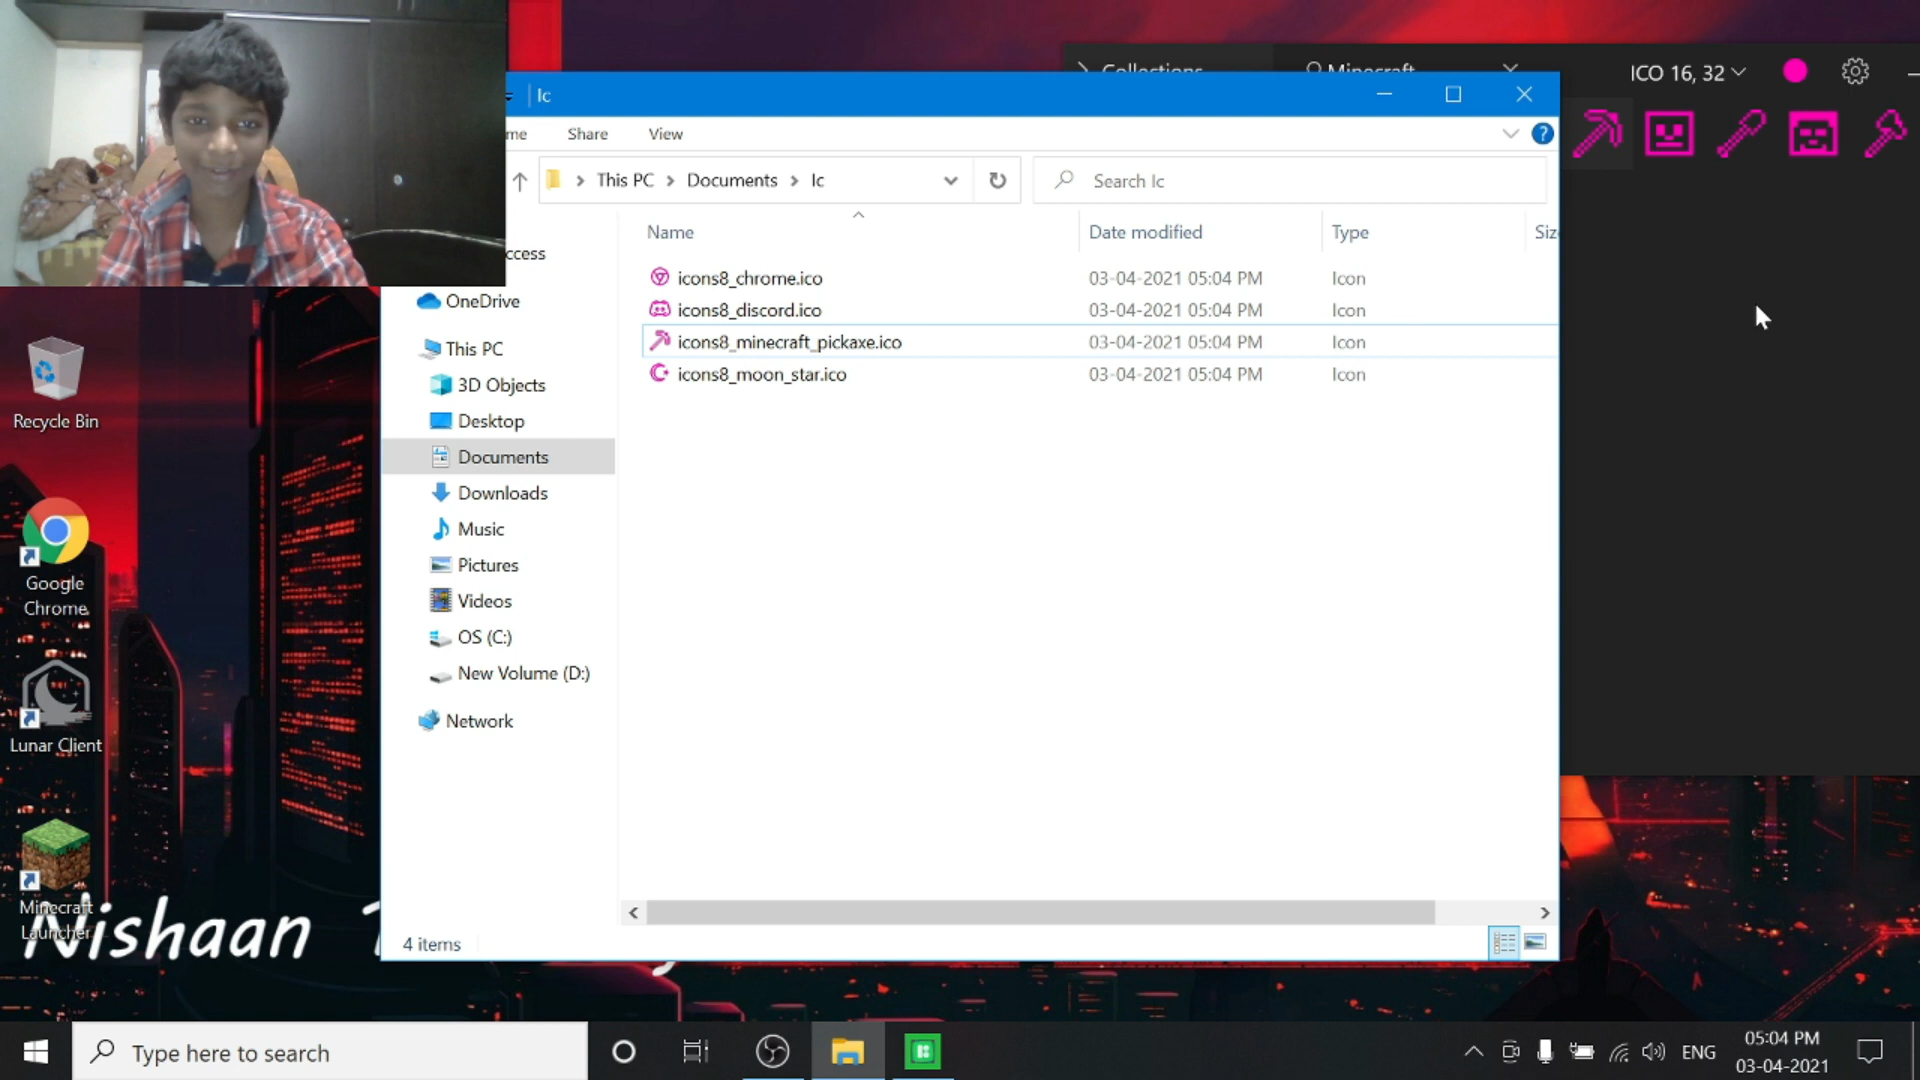 Collections
Minecraft
ICO 16, 32
Ic
me
Share
View
This PC
Documents
Ic
Search Ic
Name
Date modified
Type
Siz
icons8_chrome.ico
03-04-2021 05:04 PM
Icon
icons8_discord.ico
03-04-2021 05:04 PM
Icon
icons8_minecraft_pickaxe.ico
03-04-2021 05:04 PM
Icon
icons8_moon_star.ico
03-04-2021 05:04 PM
Icon
ccess
OneDrive
This PC
3D Objects
Desktop
Documents
Downloads
Music
Pictures
Videos
OS (C:)
New Volume (D:)
Network
4 items
Recycle Bin
Google
Chrome
Lunar Client
Minecraft
Launcher
Nishaan
Type here to search
ENG
05:04 PM
03-04-2021